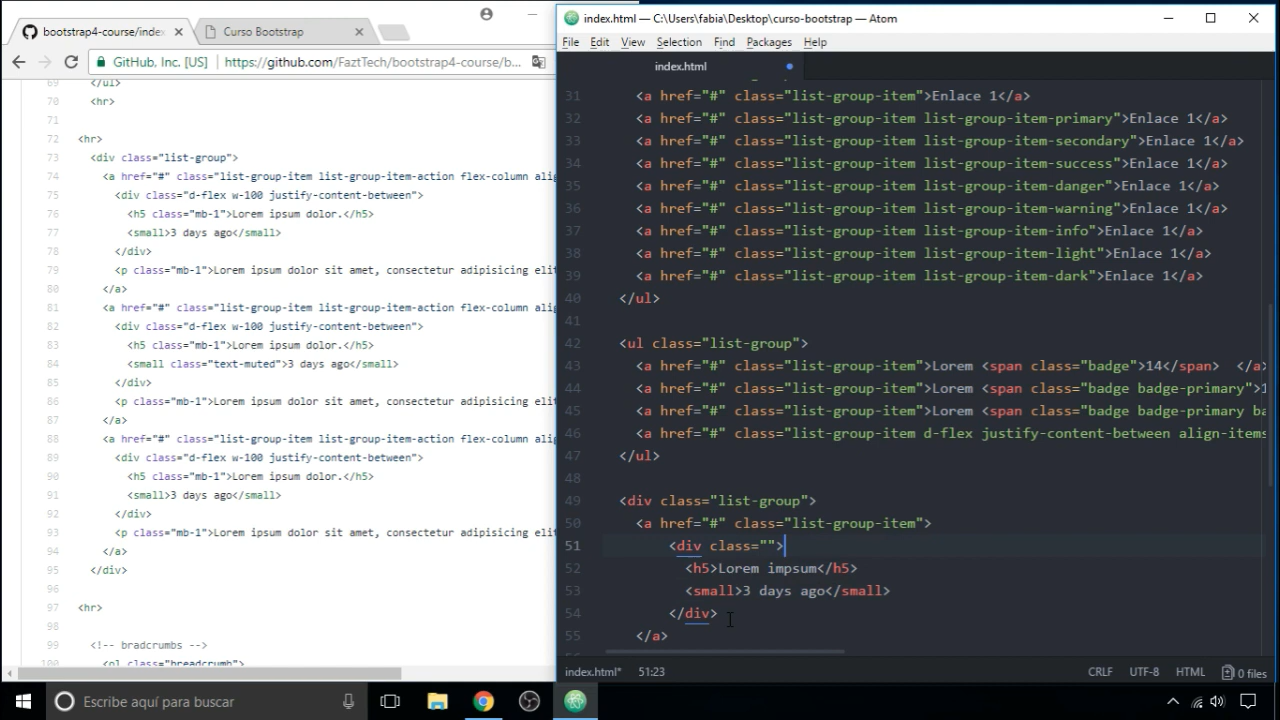 bootstrap4-course/inde
Curso Bootstrap
GitHub, Inc. [US]
https://github.com/FaztTech/bootstrap4-course/b...
69 </ul>
70 <hr>
71
72 <hr>
73 <div class="list-group">
74 <a href="#" class="list-group-item list-group-item-action flex-column alig
75 <div class="d-flex w-100 justify-content-between">
76 <h5 class="mb-1">Lorem ipsum dolor.</h5>
77 <small>3 days ago</small>
78 </div>
79 <p class="mb-1">Lorem ipsum dolor sit amet, consectetur adipisicing elit
80 </a>
81 <a href="#" class="list-group-item list-group-item-action flex-column alig
82 <div class="d-flex w-100 justify-content-between">
83 <h5 class="mb-1">Lorem ipsum dolor.</h5>
84 <small class="text-muted">3 days ago</small>
85 </div>
86 <p class="mb-1">Lorem ipsum dolor sit amet, consectetur adipisicing elit
87 </a>
88 <a href="#" class="list-group-item list-group-item-action flex-column alig
89 <div class="d-flex w-100 justify-content-between">
90 <h5 class="mb-1">Lorem ipsum dolor.</h5>
91 <small>3 days ago</small>
92 </div>
93 <p class="mb-1">Lorem ipsum dolor sit amet, consectetur adipisicing elit
94 </a>
95 </div>
96
97 <hr>
98
99 <!-- bradcrumbs -->
100 <ol class="breadcrumb">
index.html — C:\Users\fabia\Desktop\curso-bootstrap — Atom
File Edit View Selection Find Packages Help
index.html
31 <a href="#" class="list-group-item">Enlace 1</a>
32 <a href="#" class="list-group-item list-group-item-primary">Enlace 1</a>
33 <a href="#" class="list-group-item list-group-item-secondary">Enlace 1</a>
34 <a href="#" class="list-group-item list-group-item-success">Enlace 1</a>
35 <a href="#" class="list-group-item list-group-item-danger">Enlace 1</a>
36 <a href="#" class="list-group-item list-group-item-warning">Enlace 1</a>
37 <a href="#" class="list-group-item list-group-item-info">Enlace 1</a>
38 <a href="#" class="list-group-item list-group-item-light">Enlace 1</a>
39 <a href="#" class="list-group-item list-group-item-dark">Enlace 1</a>
40 </ul>
41
42 <ul class="list-group">
43 <a href="#" class="list-group-item">Lorem <span class="badge">14</span> </a>
44 <a href="#" class="list-group-item">Lorem <span class="badge badge-primary">1
45 <a href="#" class="list-group-item">Lorem <span class="badge badge-primary ba
46 <a href="#" class="list-group-item d-flex justify-content-between align-items
47 </ul>
48
49 <div class="list-group">
50 <a href="#" class="list-group-item">
51 <div class="">
52 <h5>Lorem impsum</h5>
53 <small>3 days ago</small>
54 </div>
55 </a>
index.html* 51:23 CRLF UTF-8 HTML 0 files
Escribe aquí para buscar